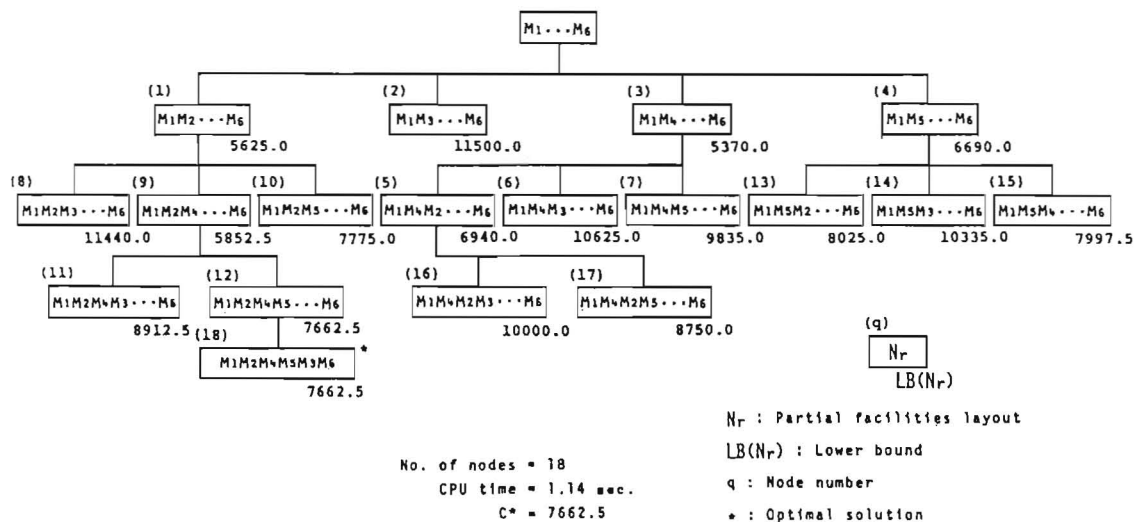 M1···M6
(1) (2) (3) (4)
M1M2···M6 M1M3···M6 M1M4···M6 M1M5···M6
5625.0 11500.0 5370.0 6690.0
(8) (9) (10) (5) (6) (7) (13) (14) (15)
M1M2M3···M6 M1M2M4···M6 M1M2M5···M6 M1M4M2···M6 M1M4M3···M6 M1M4M5···M6 M1M5M2···M6 M1M5M3···M6 M1M5M4···M6
11440.0 5852.5 7775.0 6940.0 10625.0 9835.0 8025.0 10335.0 7997.5
(11) (12) (16) (17)
M1M2M4M3···M6 M1M2M4M5···M6 M1M4M2M3···M6 M1M4M2M5···M6
8912.5 7662.5 10000.0 8750.0
(18) *
M1M2M4M5M3M6
7662.5
(q)
Nr
LB(Nr)
Nr : Partial facilities layout
LB(Nr) : Lower bound
q : Node number
* : Optimal solution
No. of nodes = 18
CPU time = 1.14 sec.
C* = 7662.5